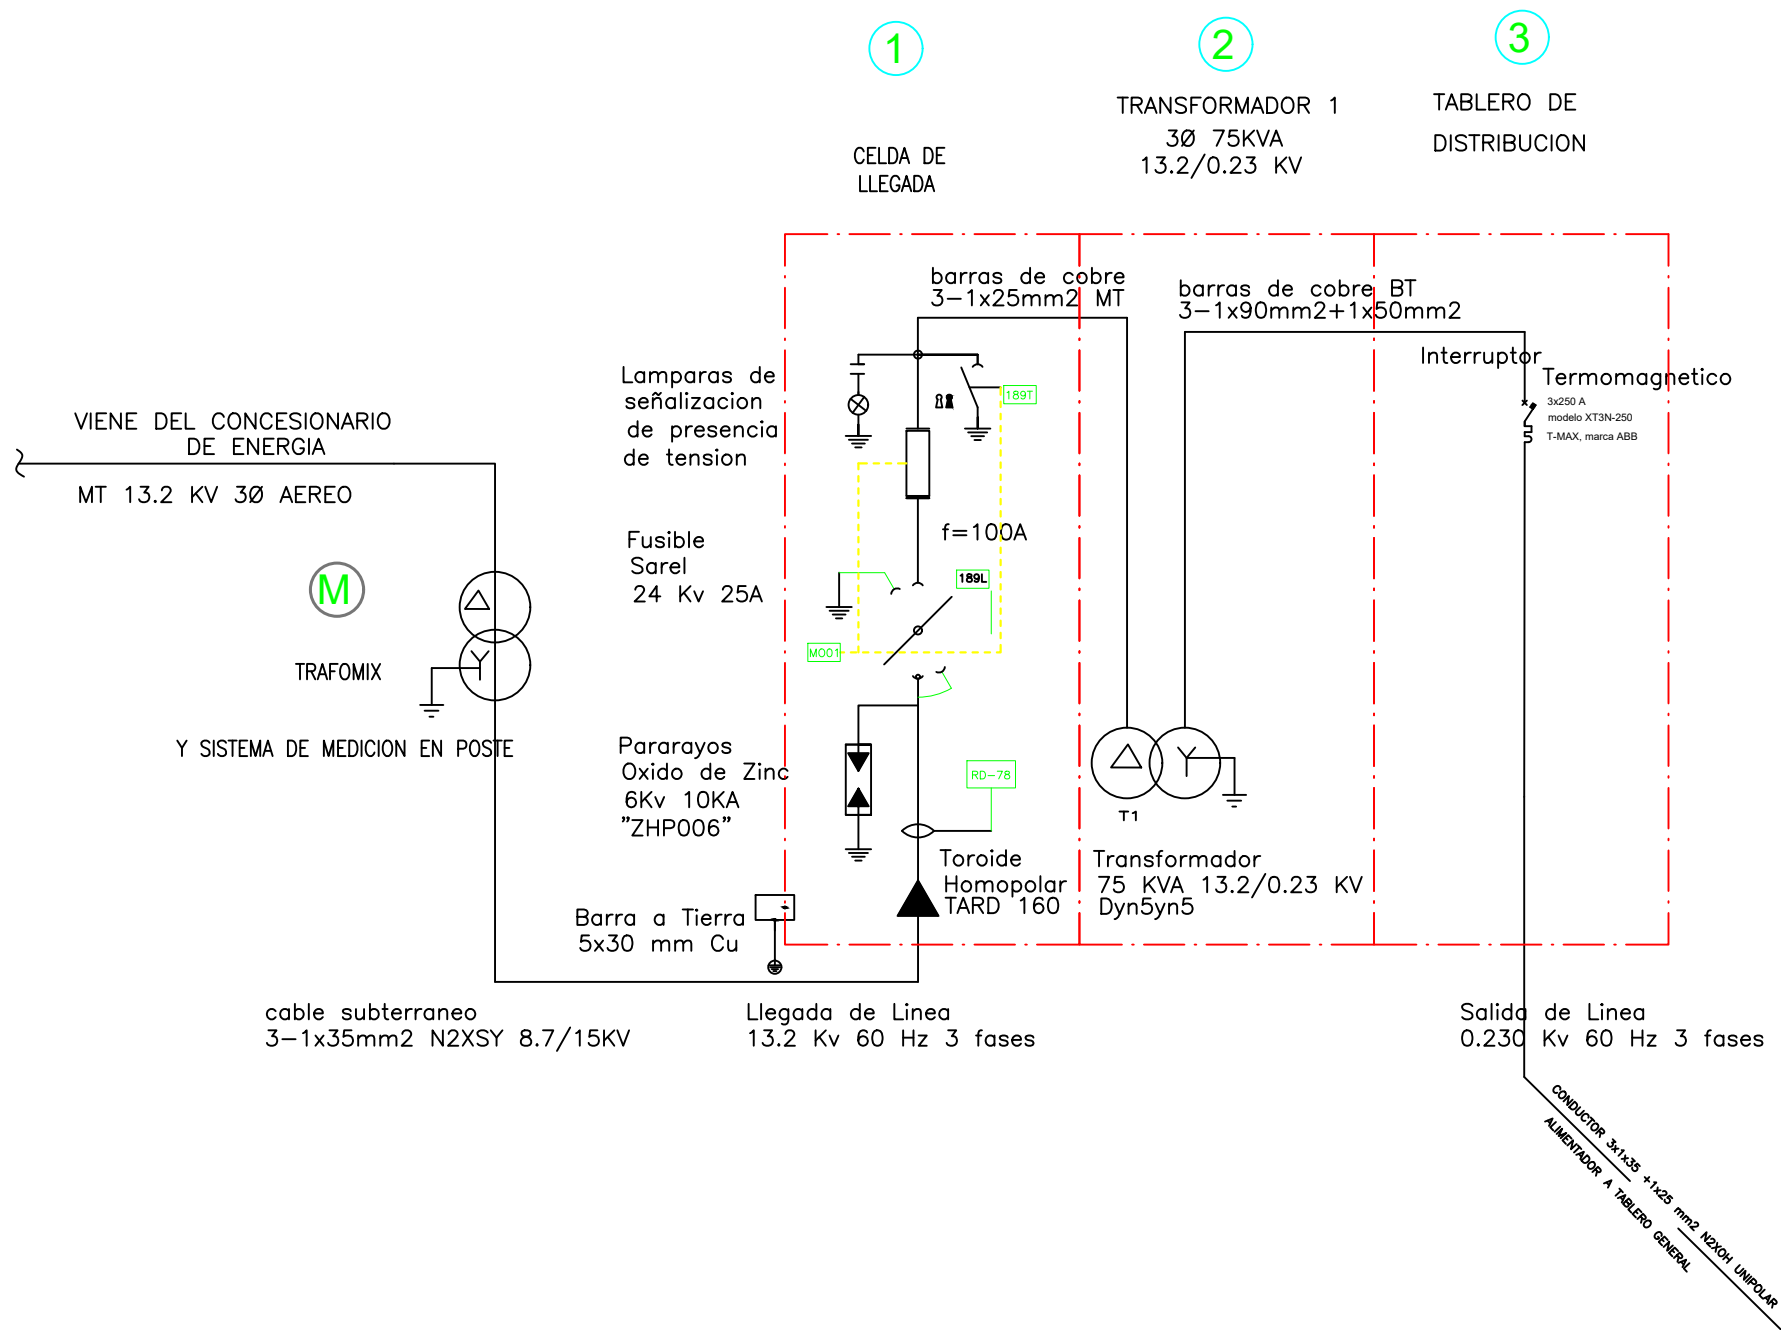 1
2
3
TRANSFORMADOR 1
3Ø 75KVA
13.2/0.23 KV
TABLERO DE
DISTRIBUCION
CELDA DE
LLEGADA
barras de cobre
3-1x25mm2 MT
barras de cobre BT
3-1x90mm2+1x50mm2
Interruptor
Termomagnetico
3x250 A
modelo XT3N-250
T-MAX, marca ABB
Lamparas de
señalizacion
de presencia
de tension
189T
VIENE DEL CONCESIONARIO
DE ENERGIA
MT 13.2 KV 3Ø AEREO
f=100A
Fusible
Sarel
24 Kv 25A
189L
M
M001
TRAFOMIX
Y SISTEMA DE MEDICION EN POSTE
Pararayos
Oxido de Zinc
6Kv 10KA
"ZHP006"
RD-78
T1
Toroide
Homopolar
TARD 160
Transformador
75 KVA 13.2/0.23 KV
Dyn5yn5
Barra a Tierra
5x30 mm Cu
cable subterraneo
3-1x35mm2 N2XSY 8.7/15KV
Llegada de Linea
13.2 Kv 60 Hz 3 fases
Salida de Linea
0.230 Kv 60 Hz 3 fases
CONDUCTOR 3x1x35 +1x25 mm2 N2XOH UNIPOLAR
ALIMENTADOR A TABLERO GENERAL